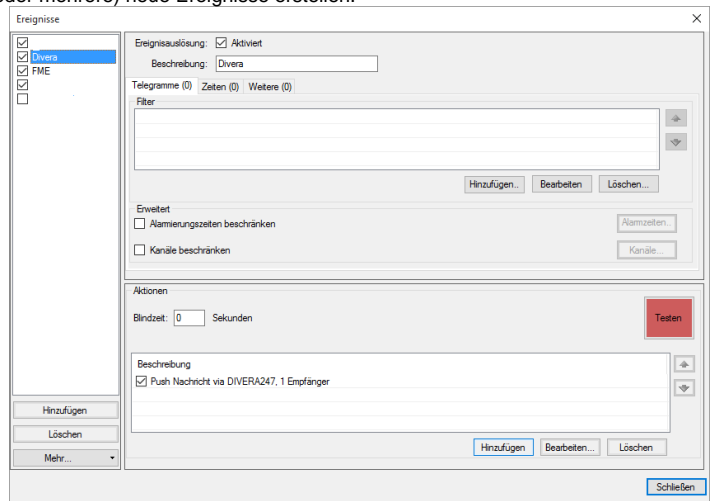 oder mehrere) neue Ereignisse erstellen.
Ereignisse
Divera
FME
Hinzufügen
Löschen
Mehr...
Ereignisauslösung: Aktiviert
Beschreibung: Divera
Telegramme (0) Zeiten (0) Weitere (0)
Filter
Hinzufügen.. Bearbeiten Löschen...
Erweitert
Alarmierungszeiten beschränken Alarmzeiten...
Kanäle beschränken Kanäle...
Aktionen
Blindzeit: 0 Sekunden Testen
Beschreibung
Push Nachricht via DIVERA247, 1 Empfänger
Hinzufügen Bearbeiten... Löschen
Schließen